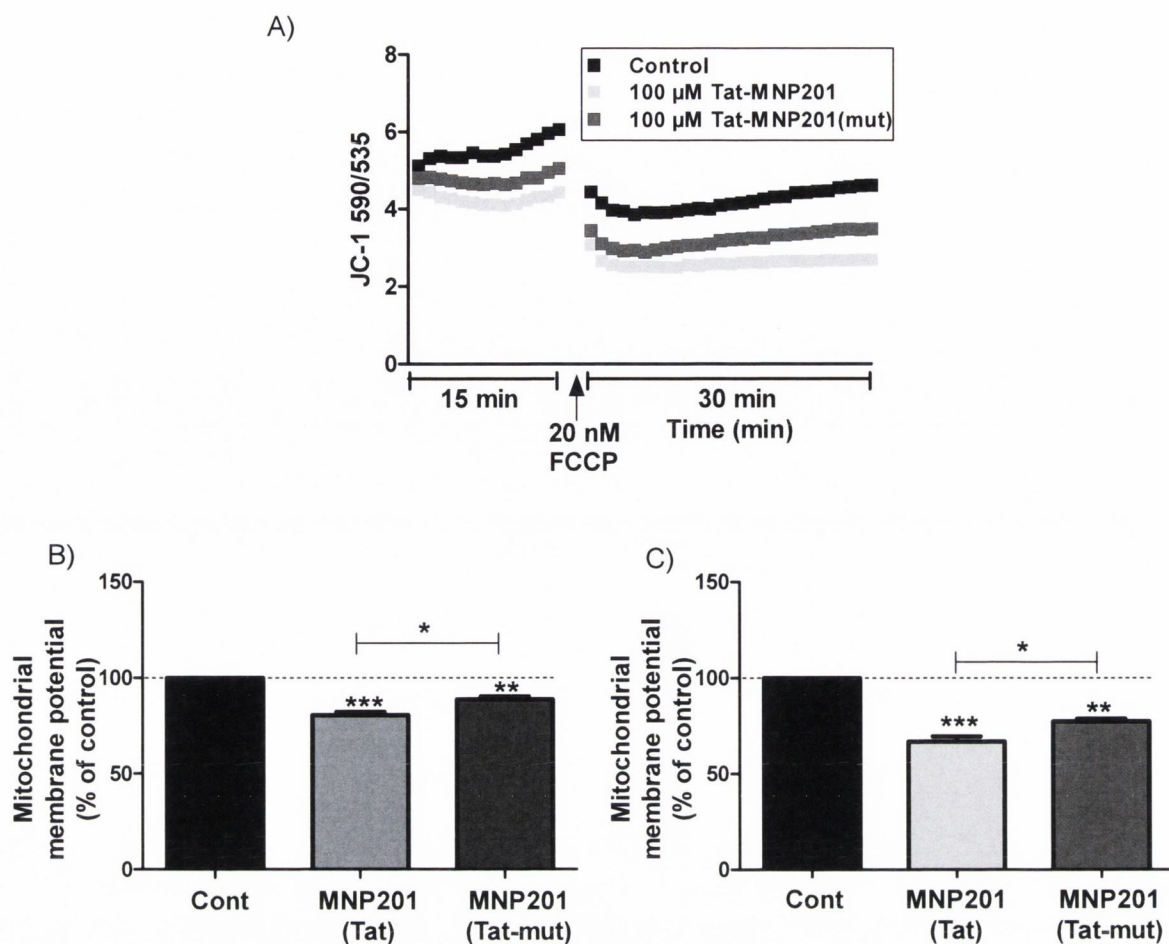 A)
8
6
4
2
0
JC-1 590/535
Control
100 µM Tat-MNP201
100 µM Tat-MNP201(mut)
15 min
30 min
Time (min)
20 nM
FCCP
B)
150
100
50
0
Mitochondrial
membrane potential
(% of control)
*
***
**
Cont
MNP201
(Tat)
MNP201
(Tat-mut)
C)
150
100
50
0
Mitochondrial
membrane potential
(% of control)
*
***
**
Cont
MNP201
(Tat)
MNP201
(Tat-mut)